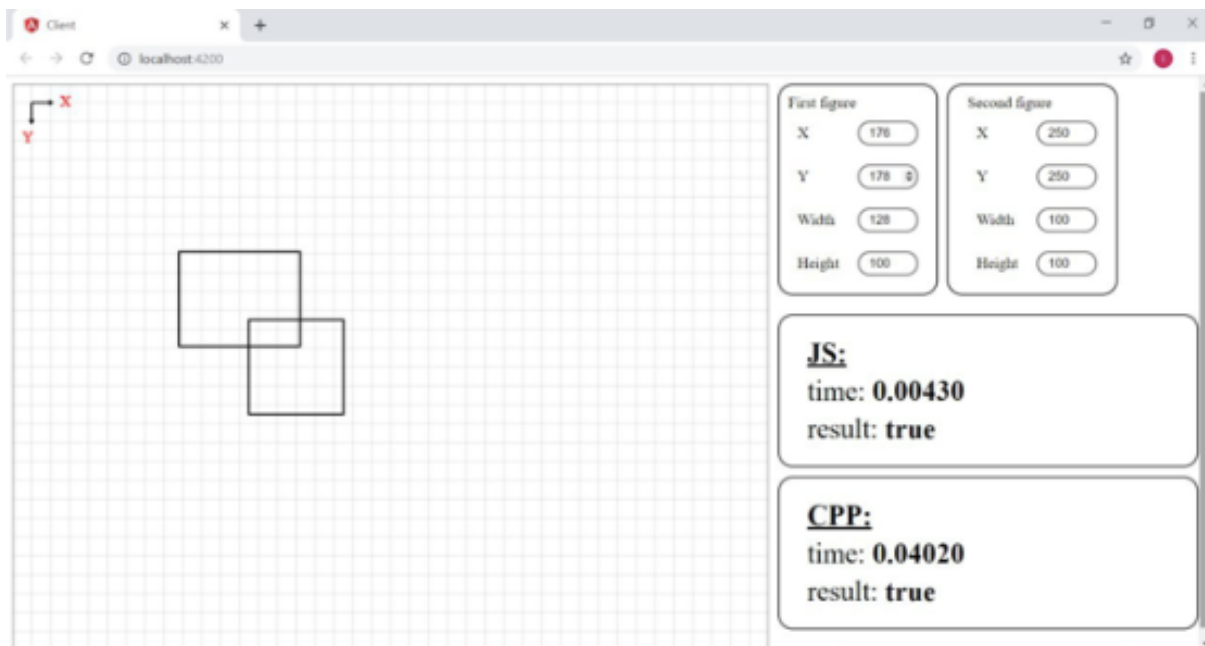 Client
localhost:4200
X
Y
First figure
X 176
Y 178
Width 128
Height 100
Second figure
X 250
Y 250
Width 100
Height 100
JS:
time: 0.00430
result: true
CPP:
time: 0.04020
result: true